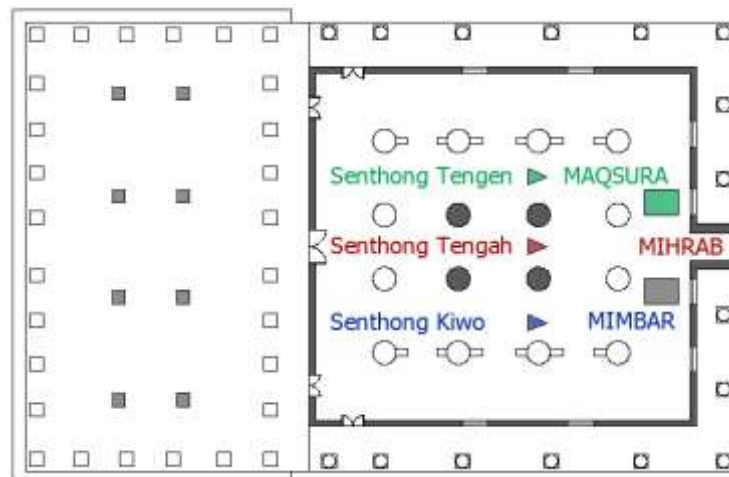 Senthong Tengen MAQSURA
Senthong Tengah MIHRAB
Senthong Kiwo MIMBAR